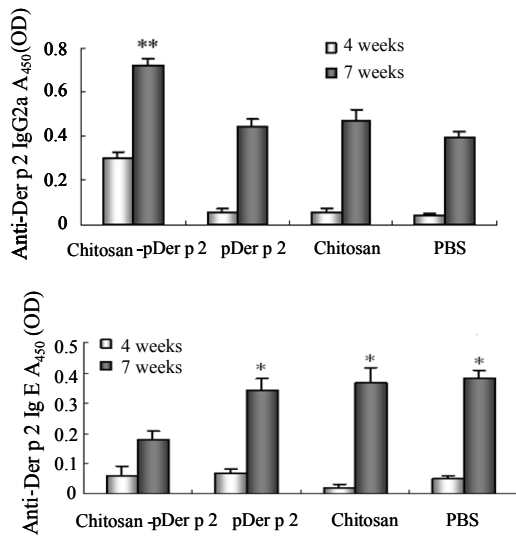 Anti-Der p 2 IgG2a A450(OD)
0.8
0.6
0.4
0.2
0
**
4 weeks
7 weeks
Chitosan -pDer p 2
pDer p 2
Chitosan
PBS
Anti-Der p 2 Ig E A450 (OD)
0.5
0.4
0.3
0.2
0.1
0
4 weeks
7 weeks
*
*
*
Chitosan -pDer p 2
pDer p 2
Chitosan
PBS